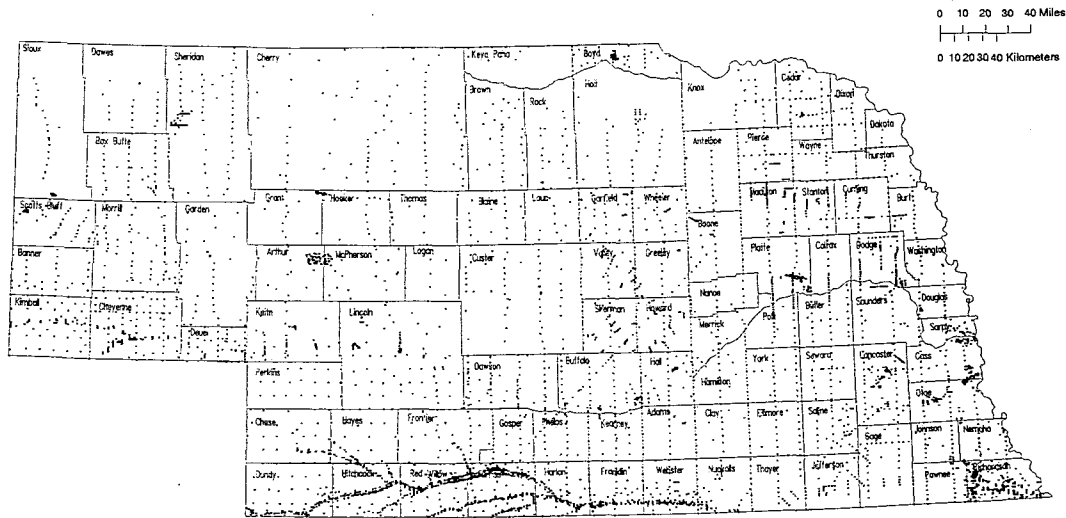 0 10 20 30 40 Miles
0 10 20 30 40 Kilometers
Sioux
Dawes
Sheridan
Cherry
Keya Paha
Boyd
Brown
Rock
Holt
Knox
Cedar
Dixon
Dakota
Box Butte
Antelope
Pierce
Wayne
Thurston
Scotts Bluff
Morrill
Garden
Grant
Hooker
Thomas
Blaine
Loup
Garfield
Wheeler
Madison
Stanton
Cuming
Burt
Boone
Banner
Arthur
McPherson
Logan
Custer
Valley
Greeley
Platte
Colfax
Dodge
Washington
Kimball
Cheyenne
Deuel
Keith
Lincoln
Sherman
Howard
Nance
Merrick
Polk
Butler
Saunders
Douglas
Sarpy
Perkins
Dawson
Buffalo
Hall
Hamilton
York
Seward
Lancaster
Cass
Otoe
Chase
Hayes
Frontier
Gosper
Phelps
Kearney
Adams
Clay
Fillmore
Saline
Gage
Johnson
Nemaha
Dundy
Hitchcock
Red Willow
Harlan
Franklin
Webster
Nuckolls
Thayer
Jefferson
Pawnee
Richardson